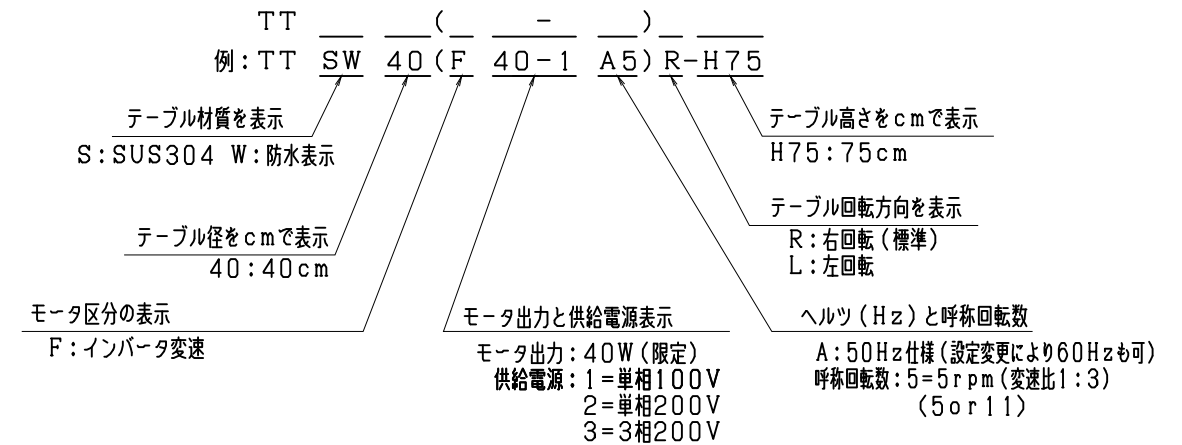 TT ＿ ＿(＿ ＿-＿ ＿)＿ ＿
例:TT SW 40(F 40-1 A5)R-H75
テーブル材質を表示
S:SUS304 W:防水表示
テーブル高さをcmで表示
H75:75cm
テーブル径をcmで表示
40:40cm
テーブル回転方向を表示
R:右回転(標準)
L:左回転
モータ区分の表示
F:インバータ変速
モータ出力と供給電源表示
モータ出力:40W(限定)
供給電源:1=単相100V
2=単相200V
3=3相200V
ヘルツ(Hz)と呼称回転数
A:50Hz仕様(設定変更により60Hzも可)
呼称回転数:5=5rpm(変速比1:3)
(5or11)